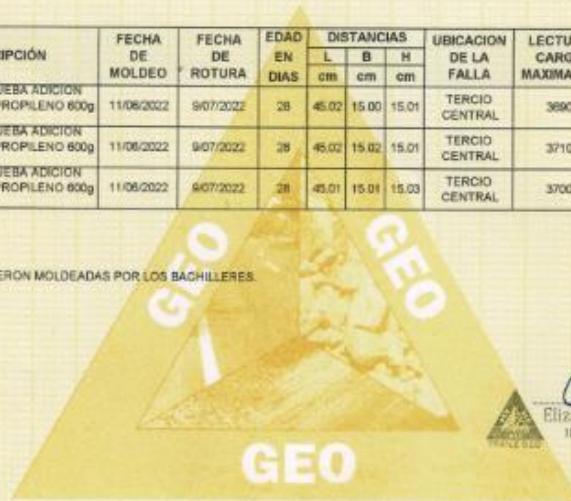 IPCIÓN FECHA DE MOLDEO FECHA DE ROTURA EDAD EN DIAS DISTANCIAS L B H cm cm cm UBICACION DE LA FALLA LECTU CARG MAXIMA
UEBA ADICION
PROPILENO 600g 11/06/2022 9/07/2022 28 45.02 15.00 15.01 TERCIO CENTRAL 3690
UEBA ADICION
PROPILENO 600g 11/06/2022 9/07/2022 28 45.02 15.02 15.01 TERCIO CENTRAL 3710
UEBA ADICION
PROPILENO 600g 11/06/2022 9/07/2022 28 45.01 15.01 15.03 TERCIO CENTRAL 3700
ERON MOLDEADAS POR LOS BACHILLERES.
GEO GEO
Eliz
GEO